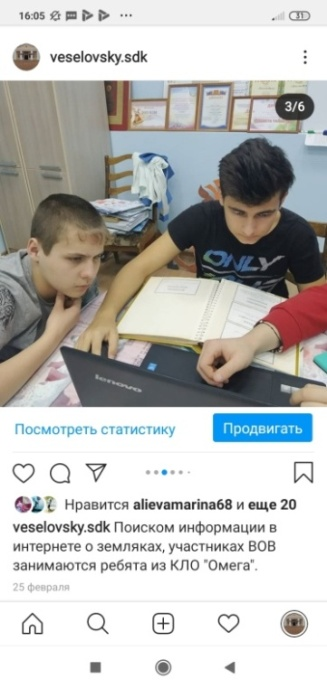 16:05
31
veselovsky.sdk
3/6
ONLY
lenovo
Посмотреть статистику
Продвигать
Нравится alievamarina68 и еще 20
veselovsky.sdk Поиском информации в
интернете о земляках, участниках ВОВ
занимаются ребята из КЛО "Омега".
25 февраля